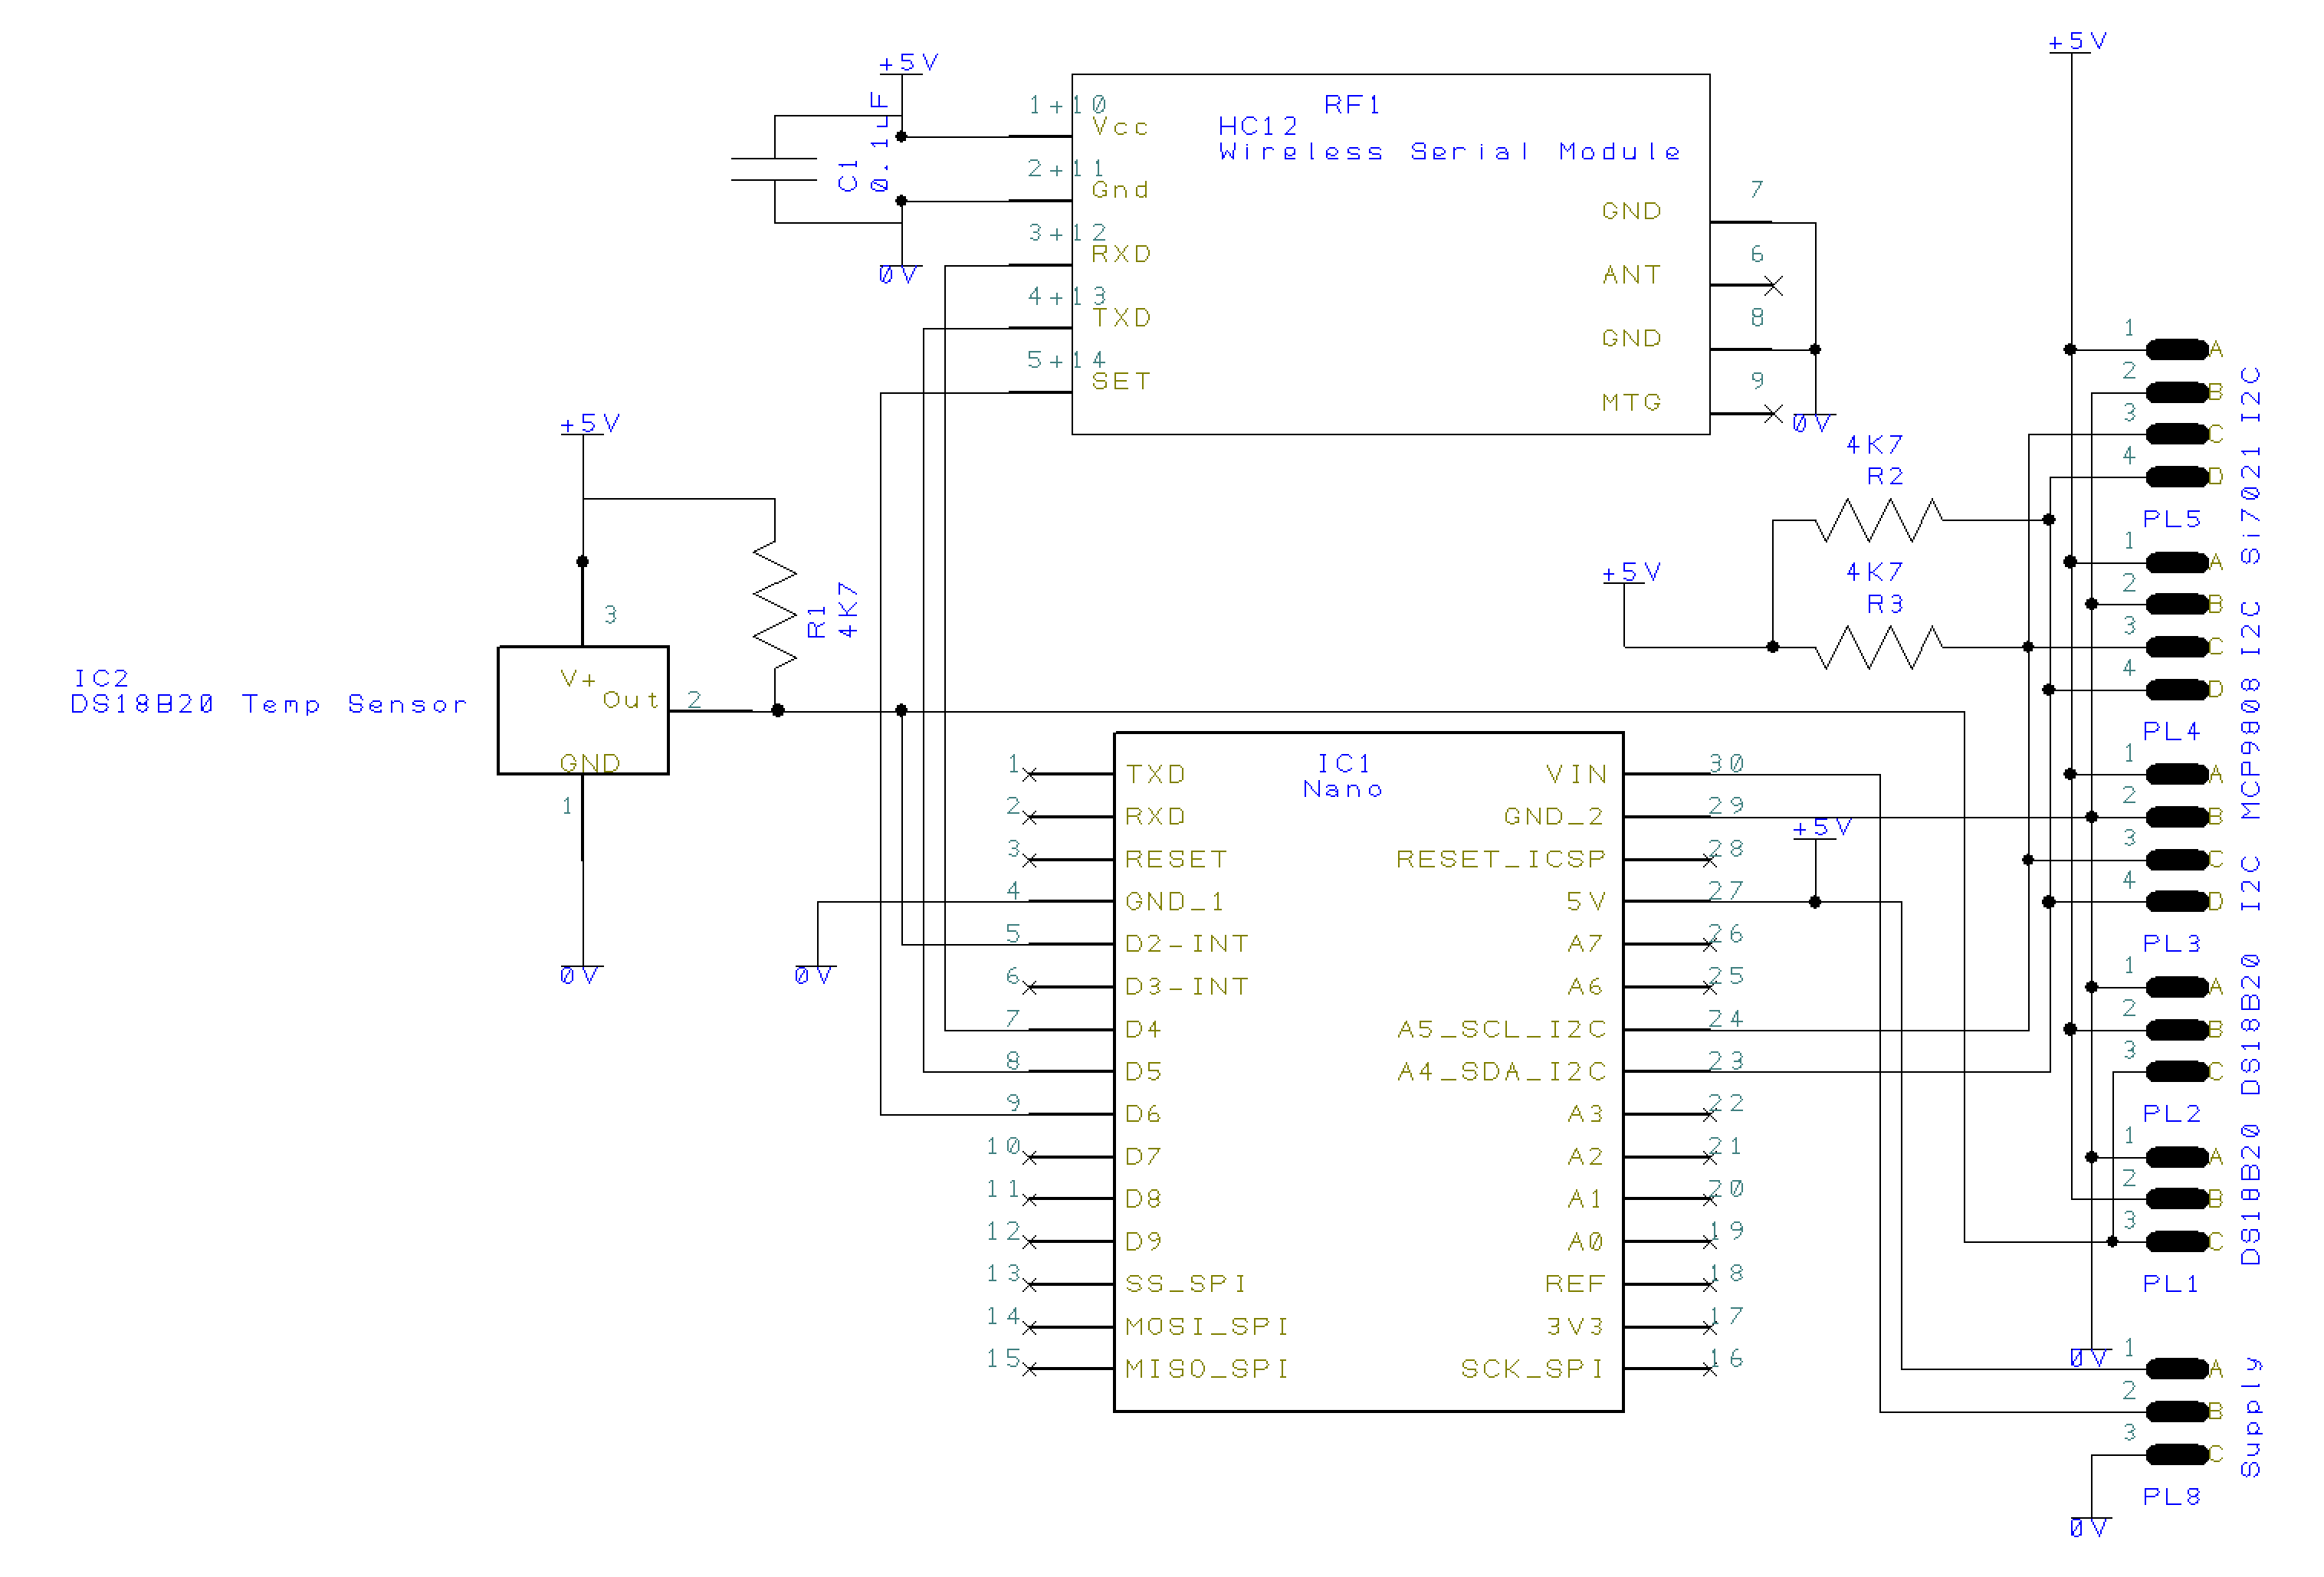 +5V
+5V
1+10
Vcc
RF1
HC12
Wireless Serial Module
C1
0.1uF
2+11
Gnd
7
GND
3+12
RXD
0V
6
ANT
4+13
TXD
8
GND
5+14
SET
9
MTG
0V
+5V
4K7
R2
+5V
4K7
R3
3
R1
4K7
IC2
DS18B20 Temp Sensor
V+
Out
2
GND
1
0V
0V
IC1
Nano
1
TXD
2
RXD
3
RESET
4
GND_1
5
D2-INT
6
D3-INT
7
D4
8
D5
9
D6
10
D7
11
D8
12
D9
13
SS_SPI
14
MOSI_SPI
15
MISO_SPI
VIN
30
GND_2
29
+5V
RESET_ICSP
28
5V
27
A7
26
A6
25
A5_SCL_I2C
24
A4_SDA_I2C
23
A3
22
A2
21
A1
20
A0
19
REF
18
3V3
17
SCK_SPI
16
1
A
2
B
3
C
4
D
PL5
Si7021 I2C
1
A
2
B
3
C
4
D
PL4
MCP9808 I2C
1
A
2
B
3
C
4
D
PL3
I2C
1
A
2
B
3
C
PL2
DS18B20
1
A
2
B
3
C
PL1
DS18B20
0V
1
A
2
B
3
C
PL8
Supply
0V